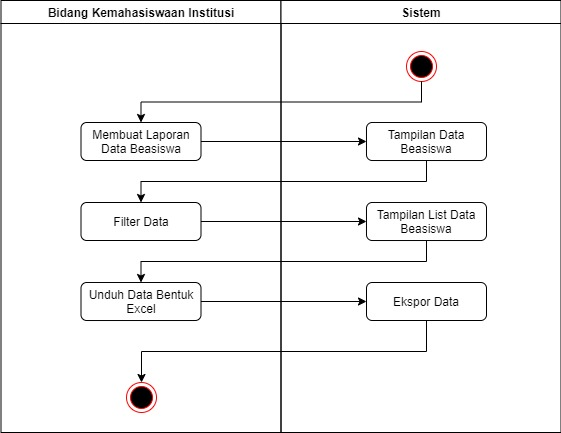 Bidang Kemahasiswaan Institusi
Sistem
Membuat Laporan
Data Beasiswa
Tampilan Data
Beasiswa
Filter Data
Tampilan List Data
Beasiswa
Unduh Data Bentuk
Excel
Ekspor Data